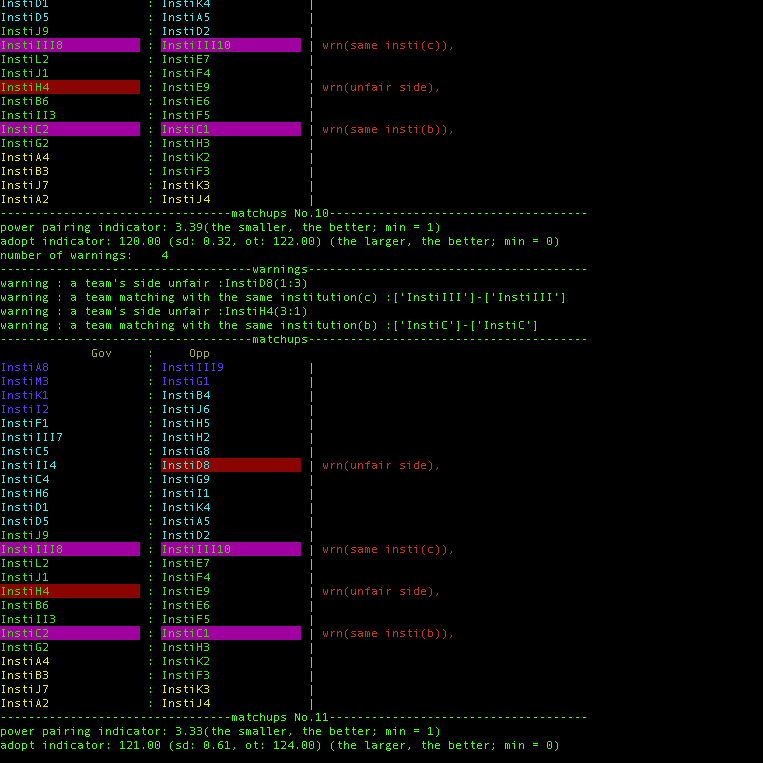 InstiD1 : InstiK4 |
InstiD5 : InstiA5 |
InstiJ9 : InstiD2 |
InstiIII8 : InstiIII10 | wrn(same insti(c)),
InstiL2 : InstiE7 |
InstiJ1 : InstiF4 |
InstiH4 : InstiE9 | wrn(unfair side),
InstiB6 : InstiE6 |
InstiII3 : InstiF5 |
InstiC2 : InstiC1 | wrn(same insti(b)),
InstiG2 : InstiH3 |
InstiA4 : InstiK2 |
InstiB3 : InstiF3 |
InstiJ7 : InstiK3 |
InstiA2 : InstiJ4 |
---------------------------------matchups No.10-------------------------------------
power pairing indicator: 3.39(the smaller, the better; min = 1)
adopt indicator: 120.00 (sd: 0.32, ot: 122.00) (the larger, the better; min = 0)
number of warnings:    4
------------------------------------warnings----------------------------------------
warning : a team's side unfair :InstiD8(1:3)
warning : a team matching with the same institution(c) :['InstiIII']-['InstiIII']
warning : a team's side unfair :InstiH4(3:1)
warning : a team matching with the same institution(b) :['InstiC']-['InstiC']
------------------------------------matchups----------------------------------------
Gov : Opp
InstiA8 : InstiIII9 |
InstiM3 : InstiG1 |
InstiK1 : InstiB4 |
InstiI2 : InstiJ6 |
InstiF1 : InstiH5 |
InstiIII7 : InstiH2 |
InstiC5 : InstiG8 |
InstiII4 : InstiD8 | wrn(unfair side),
InstiC4 : InstiG9 |
InstiH6 : InstiI1 |
InstiD1 : InstiK4 |
InstiD5 : InstiA5 |
InstiJ9 : InstiD2 |
InstiIII8 : InstiIII10 | wrn(same insti(c)),
InstiL2 : InstiE7 |
InstiJ1 : InstiF4 |
InstiH4 : InstiE9 | wrn(unfair side),
InstiB6 : InstiE6 |
InstiII3 : InstiF5 |
InstiC2 : InstiC1 | wrn(same insti(b)),
InstiG2 : InstiH3 |
InstiA4 : InstiK2 |
InstiB3 : InstiF3 |
InstiJ7 : InstiK3 |
InstiA2 : InstiJ4 |
---------------------------------matchups No.11-------------------------------------
power pairing indicator: 3.33(the smaller, the better; min = 1)
adopt indicator: 121.00 (sd: 0.61, ot: 124.00) (the larger, the better; min = 0)